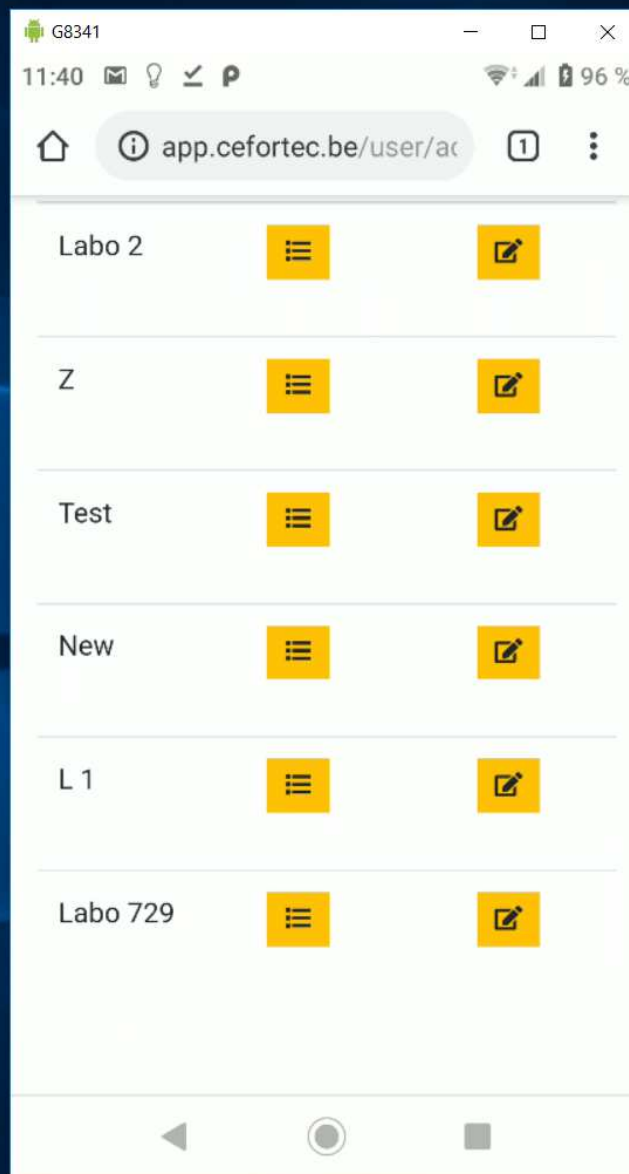 G8341
11:40 96 %
app.cefortec.be/user/ac
1
Labo 2
Z
Test
New
L 1
Labo 729